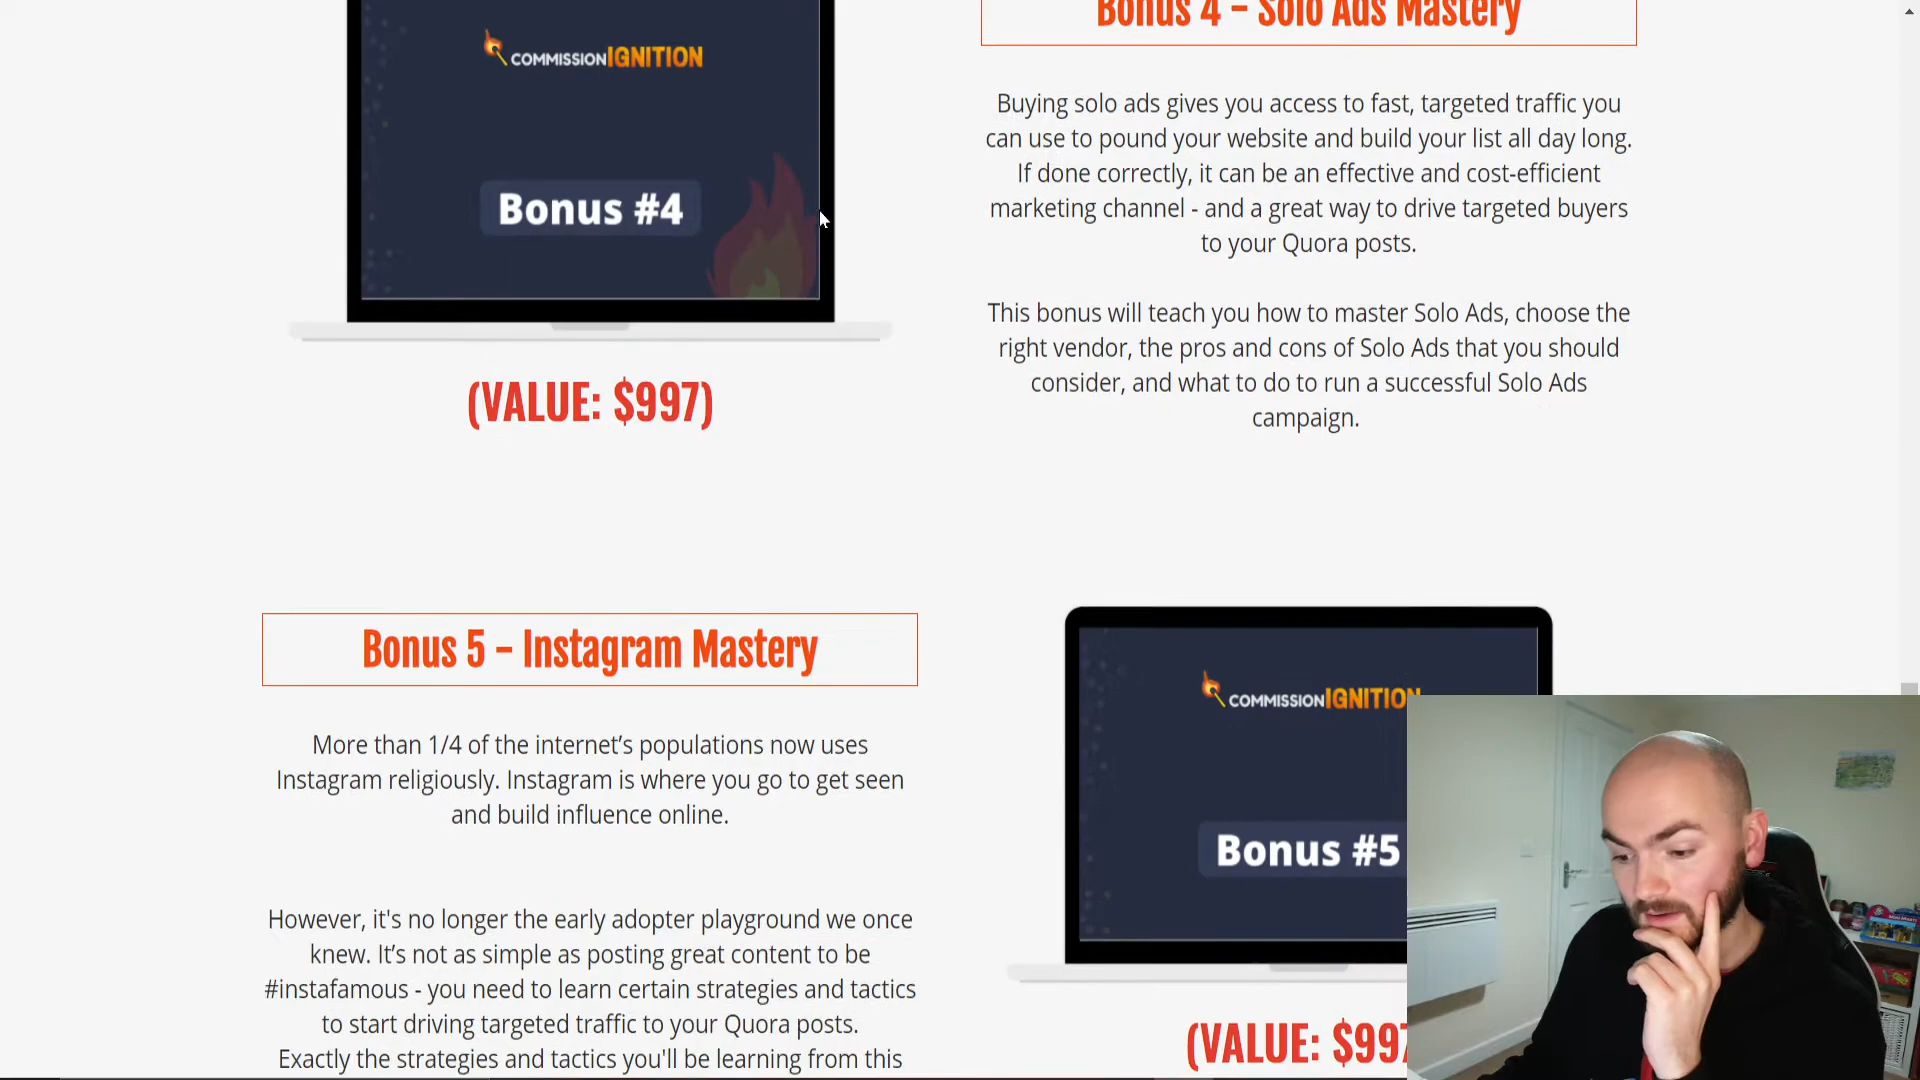 Bonus 4 - Solo Ads Mastery
COMMISSIONIGNITION
Bonus #4
(VALUE: $997)
Buying solo ads gives you access to fast, targeted traffic you
can use to pound your website and build your list all day long.
If done correctly, it can be an effective and cost-efficient
marketing channel - and a great way to drive targeted buyers
to your Quora posts.
This bonus will teach you how to master Solo Ads, choose the
right vendor, the pros and cons of Solo Ads that you should
consider, and what to do to run a successful Solo Ads
campaign.
Bonus 5 - Instagram Mastery
More than 1/4 of the internet’s populations now uses
Instagram religiously. Instagram is where you go to get seen
and build influence online.
However, it's no longer the early adopter playground we once
knew. It’s not as simple as posting great content to be
#instafamous - you need to learn certain strategies and tactics
to start driving targeted traffic to your Quora posts.
Exactly the strategies and tactics you'll be learning from this
COMMISSIONIGNITION
Bonus #5
(VALUE: $997